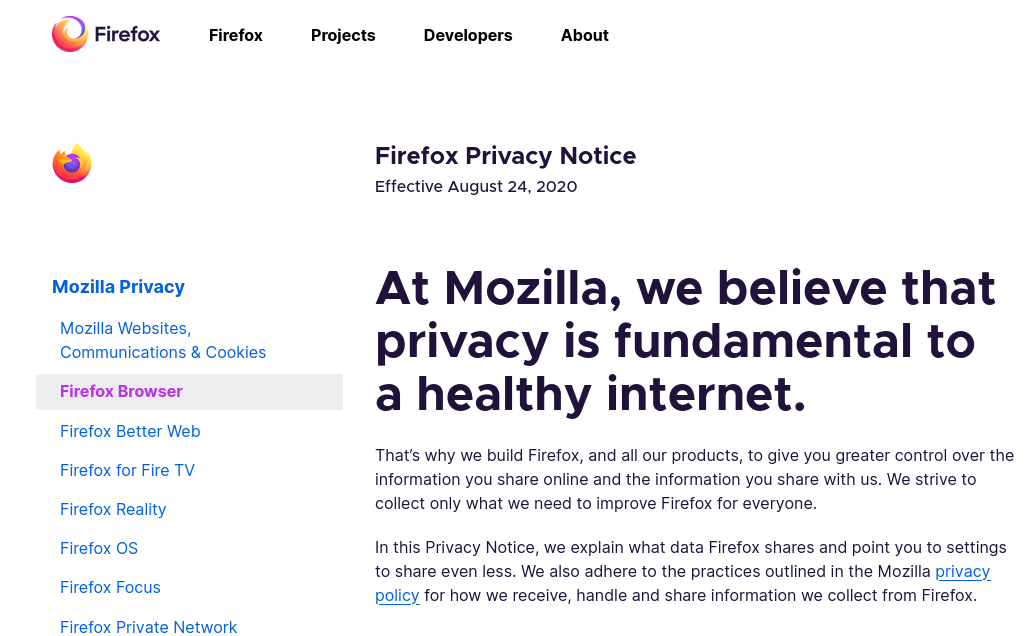 Firefox Firefox Projects Developers About
Firefox Privacy Notice
Effective August 24, 2020
Mozilla Privacy
Mozilla Websites,
Communications & Cookies
Firefox Browser
Firefox Better Web
Firefox for Fire TV
Firefox Reality
Firefox OS
Firefox Focus
Firefox Private Network
At Mozilla, we believe that
privacy is fundamental to
a healthy internet.
That’s why we build Firefox, and all our products, to give you greater control over the
information you share online and the information you share with us. We strive to
collect only what we need to improve Firefox for everyone.
In this Privacy Notice, we explain what data Firefox shares and point you to settings
to share even less. We also adhere to the practices outlined in the Mozilla privacy
policy for how we receive, handle and share information we collect from Firefox.